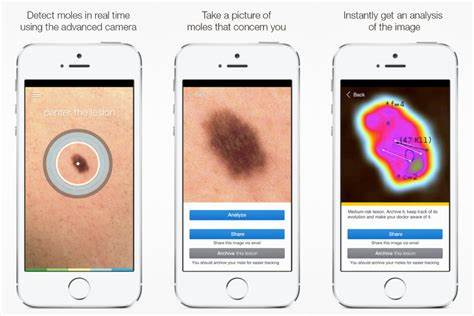 Detect moles in real time
using the advanced camera
Take a picture of
moles that concern you
Instantly get an analysis
of the image
center the lesion
Analyze
Share
Share this image via email
Archive this lesion
You should archive your moles for easier tracking
Back
f=4
(47 K11)
f=2
Medium-risk lesion. Archive it, keep track of its
evolution and make your doctor aware of it.
Share
Share this image via email
Archive this lesion
You should archive your moles for easier tracking